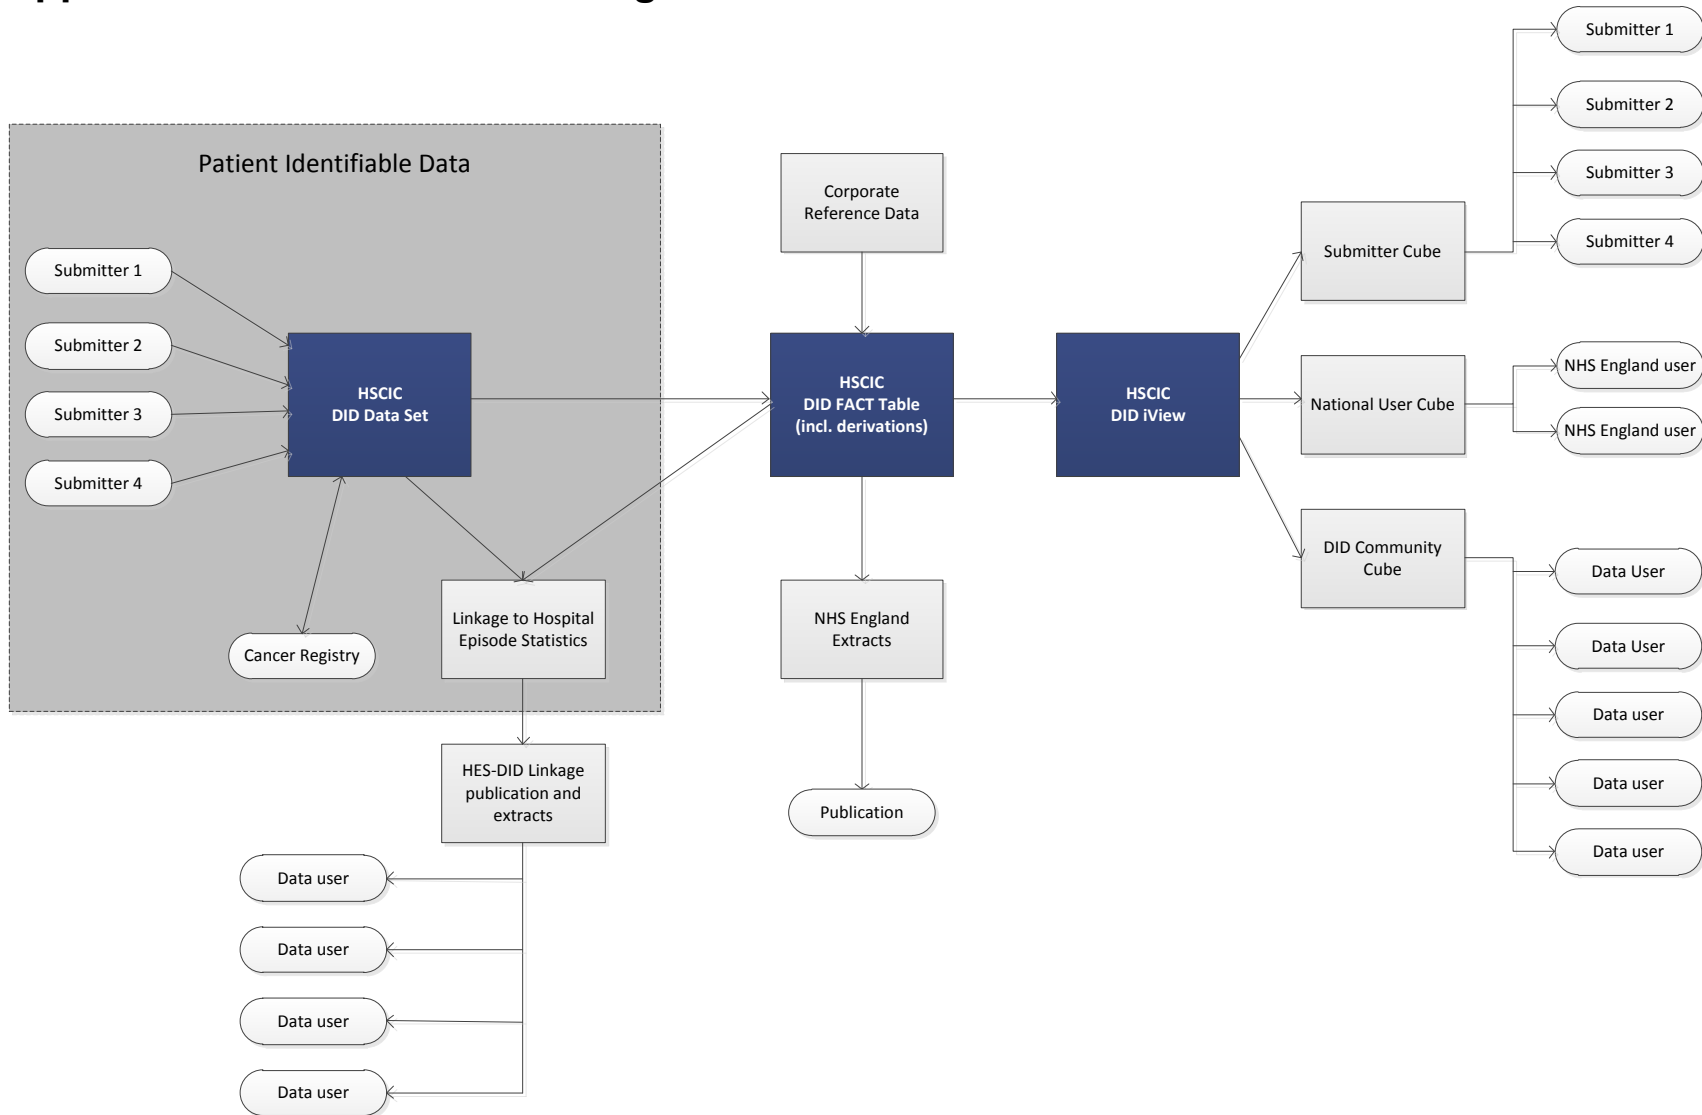 Patient Identifiable Data
Submitter 1
Submitter 2
Submitter 3
Submitter 4
HSCIC
DID Data Set
Cancer Registry
Linkage to Hospital
Episode Statistics
HES-DID Linkage
publication and
extracts
Data user
Data user
Data user
Data user
Corporate
Reference Data
HSCIC
DID FACT Table
(incl. derivations)
NHS England
Extracts
Publication
HSCIC
DID iView
Submitter Cube
National User Cube
DID Community
Cube
Submitter 1
Submitter 2
Submitter 3
Submitter 4
NHS England user
NHS England user
Data User
Data User
Data user
Data user
Data user